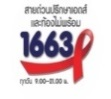 สายด่วนปรึกษาเอดส์
และท้องไม่พร้อม
1663
ทุกวัน 9.00-21.00 น.